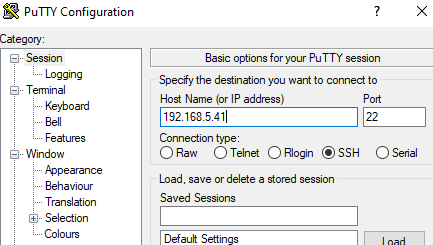 PuTTY Configuration
Category:
Session
Logging
Terminal
Keyboard
Bell
Features
Window
Appearance
Behaviour
Translation
Selection
Colours
Basic options for your PuTTY session
Specify the destination you want to connect to
Host Name (or IP address) Port
192.168.5.41 22
Connection type:
Raw Telnet Rlogin SSH Serial
Load, save or delete a stored session
Saved Sessions
Default Settings Load